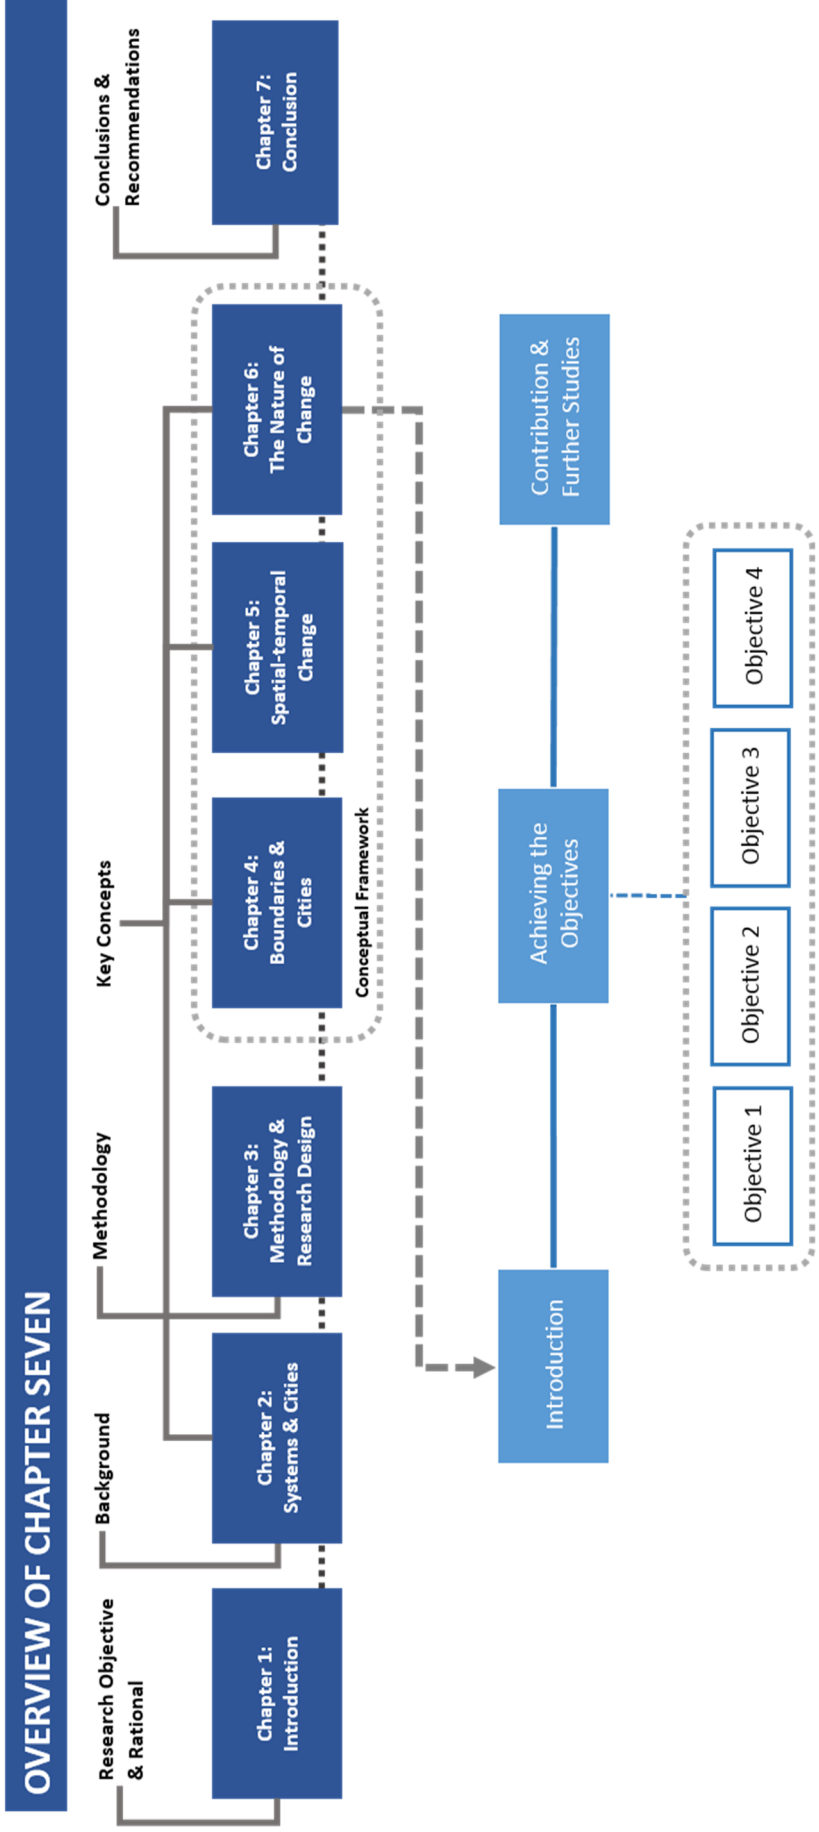 OVERVIEW OF CHAPTER SEVEN
Research Objective
& Rational
Background
Methodology
Key Concepts
Conclusions &
Recommendations
Chapter 1:
Introduction
Chapter 2:
Systems & Cities
Chapter 3:
Methodology &
Research Design
Chapter 4:
Boundaries &
Cities
Chapter 5:
Spatial-temporal
Change
Chapter 6:
The Nature of
Change
Chapter 7:
Conclusion
Conceptual Framework
Introduction
Achieving the
Objectives
Contribution &
Further Studies
Objective 1
Objective 2
Objective 3
Objective 4